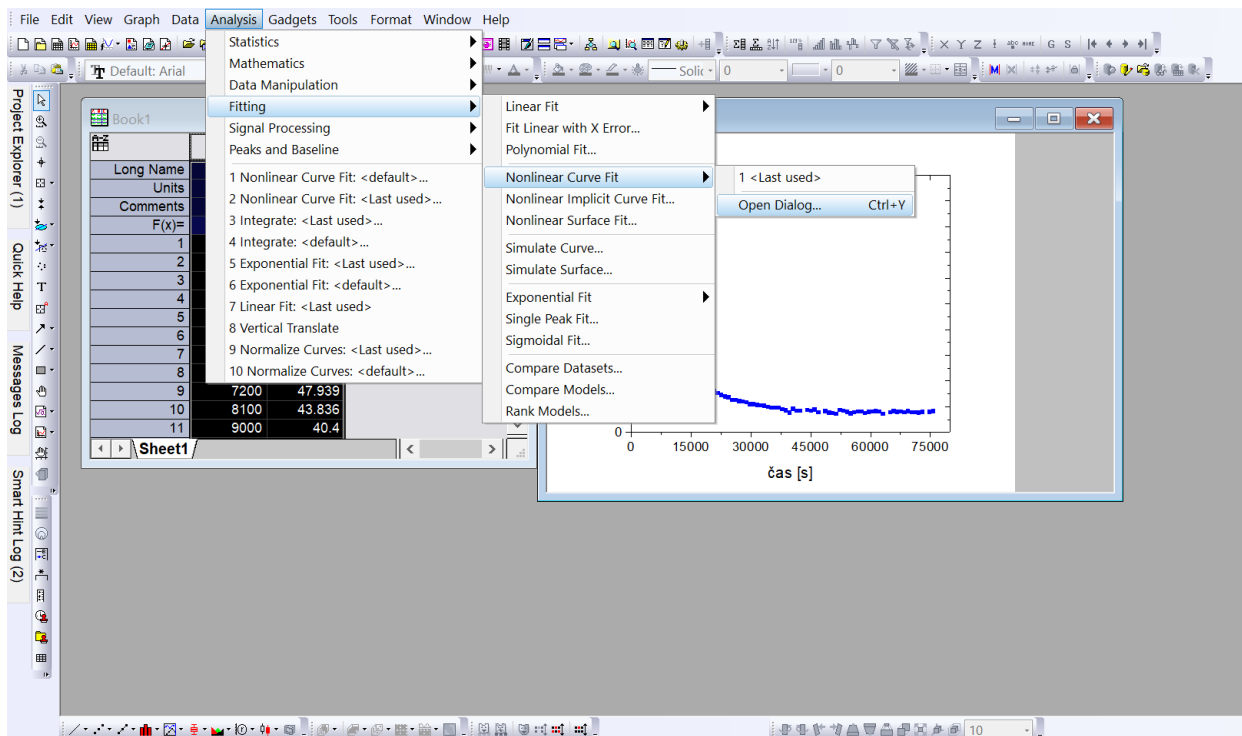 File Edit View Graph Data Analysis Gadgets Tools Format Window Help
X Y Z
G S
Default: Arial
Solic
0
0
Project Explorer (1)
Quick Help
Messages Log
Smart Hint Log (2)
Statistics
Mathematics
Data Manipulation
Fitting
Signal Processing
Peaks and Baseline
1 Nonlinear Curve Fit: <default>...
2 Nonlinear Curve Fit: <Last used>...
3 Integrate: <Last used>...
4 Integrate: <default>...
5 Exponential Fit: <Last used>...
6 Exponential Fit: <default>...
7 Linear Fit: <Last used>
8 Vertical Translate
9 Normalize Curves: <Last used>...
10 Normalize Curves: <default>...
Linear Fit
Fit Linear with X Error...
Polynomial Fit...
Nonlinear Curve Fit
Nonlinear Implicit Curve Fit...
Nonlinear Surface Fit...
Simulate Curve...
Simulate Surface...
Exponential Fit
Single Peak Fit...
Sigmoidal Fit...
Compare Datasets...
Compare Models...
Rank Models...
1 <Last used>
Open Dialog... Ctrl+Y
Book1
Long Name
Units
Comments
F(x)=
1
2
3
4
5
6
7
8
9 7200 47.939
10 8100 43.836
11 9000 40.4
Sheet1
0
0 15000 30000 45000 60000 75000
čas [s]
T
10